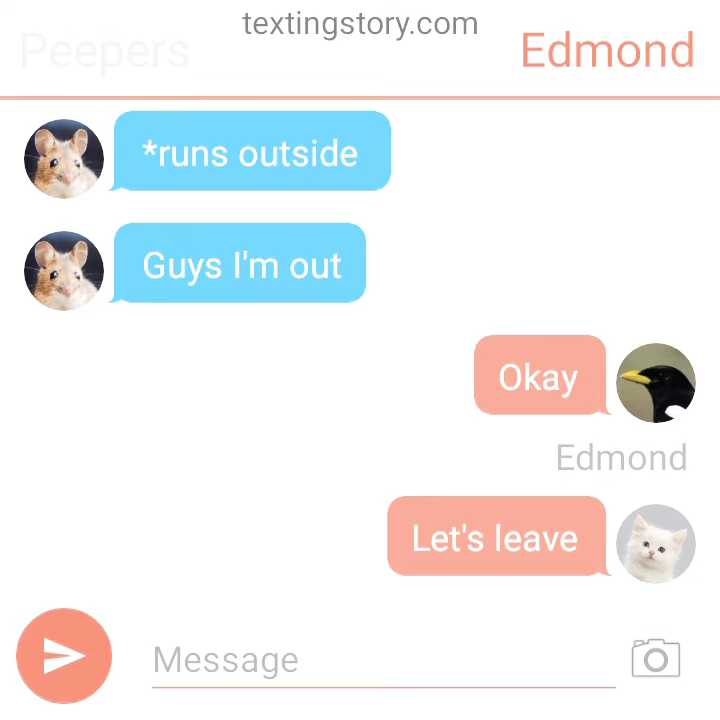 textingstory.com
Peepers
Edmond
*runs outside
Guys I'm out
Okay
Edmond
Let's leave
Message